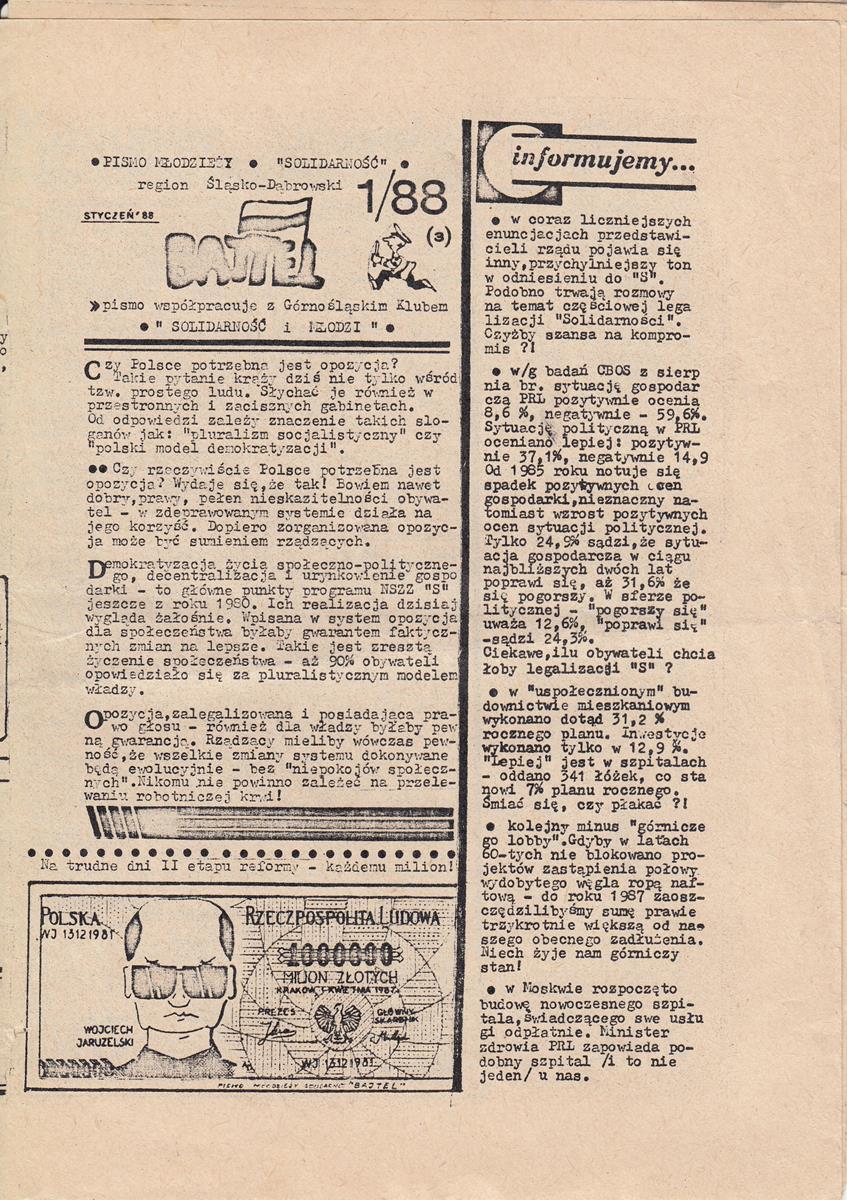 ● PISMO MŁODZIEŻY ● "SOLIDARNOŚĆ" ●
region Śląsko-Dąbrowski
1/88
STYCZEŃ'88
(3)
BAJTEL
»pismo współpracuje z Górnośląskim Klubem
● " SOLIDARNOŚĆ i MŁODZI " ●
Czy Polsce potrzebna jest opozycja?
Takie pytanie krąży dziś nie tylko wśród
tzw. prostego ludu. Słychać je również w
przestronnych i zacisznych gabinetach.
Od odpowiedzi zależy znaczenie takich slo-
ganów jak: "pluralizm socjalistyczny" czy
"polski model demokratyzacji".
●● Czy rzeczywiście Polsce potrzebna jest
opozycja? Wydaje się,że tak! Bowiem nawet
dobry,prawy, pełen nieskazitelności obywa-
tel - w zdeprawowanym systemie działa na
jego korzyść. Dopiero zorganizowana opozyc-
ja może być sumieniem rządzących.
Demokratyzacja życia społeczno-polityczne-
go, decentralizacja i urynkowienie gospo
darki - to główne punkty programu NSZZ "S"
jeszcze z roku 1980. Ich realizacja dzisiaj
wygląda żałośnie. Wpisana w system opozycja
dla społeczeństwa byłaby gwarantem faktycz-
nych zmian na lepsze. Takie jest zresztą
życzenie społeczeństwa - aż 90% obywateli
opowiedziało się za pluralistycznym modelem
władzy.
Opozycja,zalegalizowana i posiadająca pra-
wo głosu - również dla władzy byłaby pew
ną gwarancją. Rządzący mieliby wówczas pew-
ność,że wszelkie zmiany systemu dokonywane
będą ewolucyjnie - bez "niepokojów społecz-
nych".Nikomu nie powinno zależeć na przele-
waniu robotniczej krwi!
Na trudne dni II etapu reformy - każdemu milion!
POLSKA
RZECZPOSPOLITA LUDOWA
WJ 13121981
1000000
MILION ZŁOTYCH
KRAKÓW 1 KWIETNIA 1987
PREZES
GŁÓWNY
SKARBNIK
WOJCIECH
JARUZELSKI
WJ 13121981
PISMO MŁODZIEŻY SOLIDARNOŚĆ "BAJTEL"
informujemy...
● w coraz liczniejszych
enuncjacjach przedstawi-
cieli rządu pojawia się
inny,przychylniejszy ton
w odniesieniu do "S".
Podobno trwają rozmowy
na temat częściowej lega
lizacji "Solidarności".
Czyżby szansa na kompro-
mis ?!
● w/g badań CBOS z sierp
nia br. sytuację gospodar
czą PRL pozytywnie ocenia
8,6 %, negatywnie - 59,6%.
Sytuację polityczną w PRL
oceniano lepiej: pozytyw-
nie 37,1%, negatywnie 14,9
Od 1985 roku notuje się
spadek pozytywnych ocen
gospodarki,nieznaczny na-
tomiast wzrost pozytywnych
ocen sytuacji politycznej.
Tylko 24,9% sądzi,że sytu-
acja gospodarcza w ciągu
najbliższych dwóch lat
poprawi się, aż 31,6% że
się pogorszy. W sferze po-
litycznej - "pogorszy się"
uważa 12,6%, "poprawi się"
-sądzi 24,3%.
Ciekawe,ilu obywateli chcia
łoby legalizacji "S" ?
● w "uspołecznionym" bu-
downictwie mieszkaniowym
wykonano dotąd 31,2 %
rocznego planu. Inwestycje
wykonano tylko w 12,9 %.
"Lepiej" jest w szpitalach
- oddano 341 łóżek, co sta
nowi 7% planu rocznego.
Śmiać się, czy płakać ?!
● kolejny minus "górnicze
go lobby".Gdyby w latach
60-tych nie blokowano pro-
jektów zastąpienia połowy
wydobytego węgla ropą naf-
tową - do roku 1987 zaosz-
czędzilibyśmy sumę prawie
trzykrotnie większą od na-
szego obecnego zadłużenia.
Niech żyje nam górniczy
stan!
● w Moskwie rozpoczęto
budowę nowoczesnego szpi-
tala,świadczącego swe usłu
gi odpłatnie. Minister
zdrowia PRL zapowiada po-
dobny szpital /i to nie
jeden/ u nas.